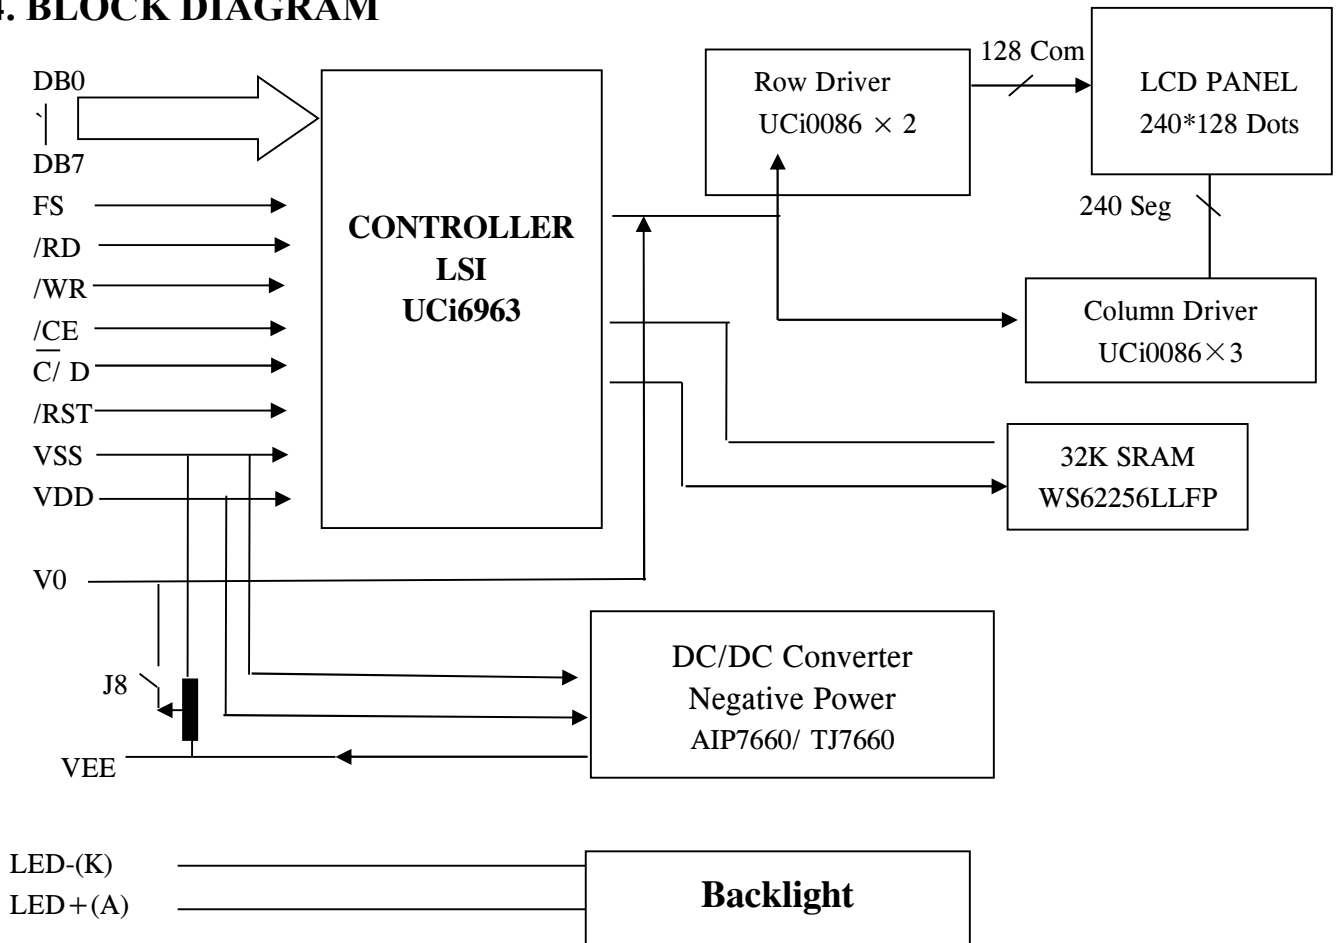 4. BLOCK DIAGRAM
DB0
DB7
FS
/RD
/WR
/CE
C/ D
/RST
VSS
VDD
V0
J8
VEE
CONTROLLER
LSI
UCi6963
Row Driver
UCi0086 × 2
128 Com
LCD PANEL
240*128 Dots
240 Seg
Column Driver
UCi0086×3
32K SRAM
WS62256LLFP
DC/DC Converter
Negative Power
AIP7660/ TJ7660
LED-(K)
LED+(A)
Backlight